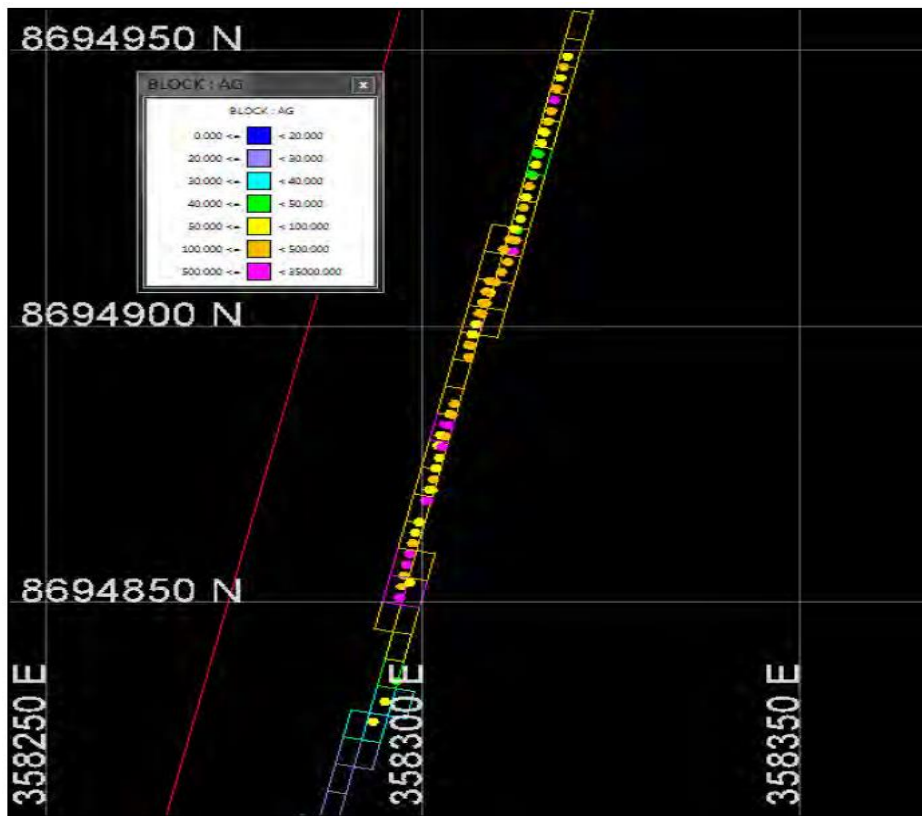 8694950 N
BLOCK : AG
BLOCK : AG
0.000 <= < 20.000
20.000 <= < 30.000
30.000 <= < 40.000
40.000 <= < 50.000
50.000 <= < 100.000
100.000 <= < 500.000
500.000 <= < 35000.000
8694900 N
8694850 N
358250 E
358300 E
358350 E